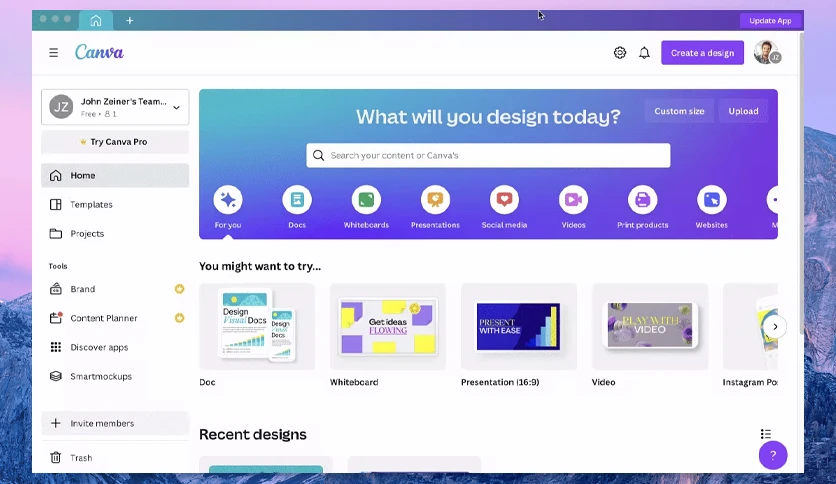 Update App
Canva
Create a design
JZ
JZ
John Zeiner's Team...
Free • 1
Try Canva Pro
Home
Templates
Projects
Tools
Brand
Content Planner
Discover apps
Smartmockups
Invite members
Trash
What will you design today?
Custom size
Upload
Search your content or Canva's
For you
Docs
Whiteboards
Presentations
Social media
Videos
Print products
Websites
M
You might want to try...
Design
Visual Docs
Design
Visual
Docs
Get ideas
FLOWING
PRESENT
WITH EASE
PLAY WITH
VIDEO
Doc
Whiteboard
Presentation (16:9)
Video
Instagram Pos
Recent designs
?